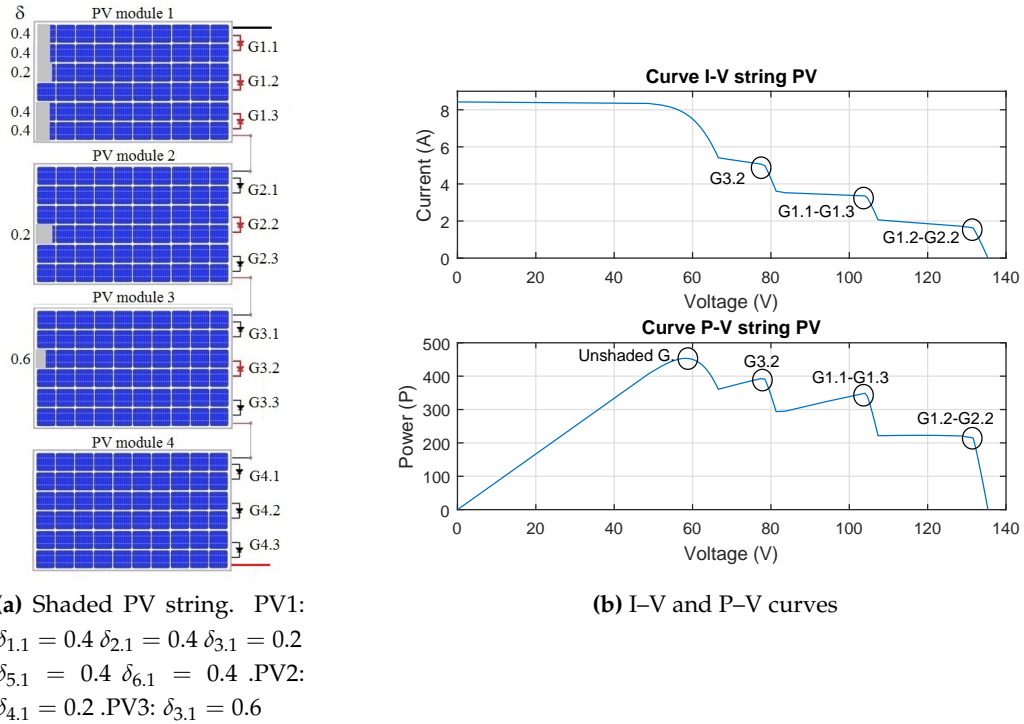 δ
PV module 1
0.4
0.4
0.2
0.4
0.4
G1.1
G1.2
G1.3
PV module 2
0.2
G2.1
G2.2
G2.3
PV module 3
0.6
G3.1
G3.2
G3.3
PV module 4
G4.1
G4.2
G4.3
(a) Shaded PV string. PV1:
δ1.1 = 0.4 δ2.1 = 0.4 δ3.1 = 0.2
δ5.1 = 0.4 δ6.1 = 0.4 .PV2:
δ4.1 = 0.2 .PV3: δ3.1 = 0.6
Curve I-V string PV
Current (A)
8
6
4
2
0
G3.2
G1.1-G1.3
G1.2-G2.2
0 20 40 60 80 100 120 140
Voltage (V)
Curve P-V string PV
Power (P)
500
400
300
200
100
0
Unshaded G.
G3.2
G1.1-G1.3
G1.2-G2.2
0 20 40 60 80 100 120 140
Voltage (V)
(b) I–V and P–V curves